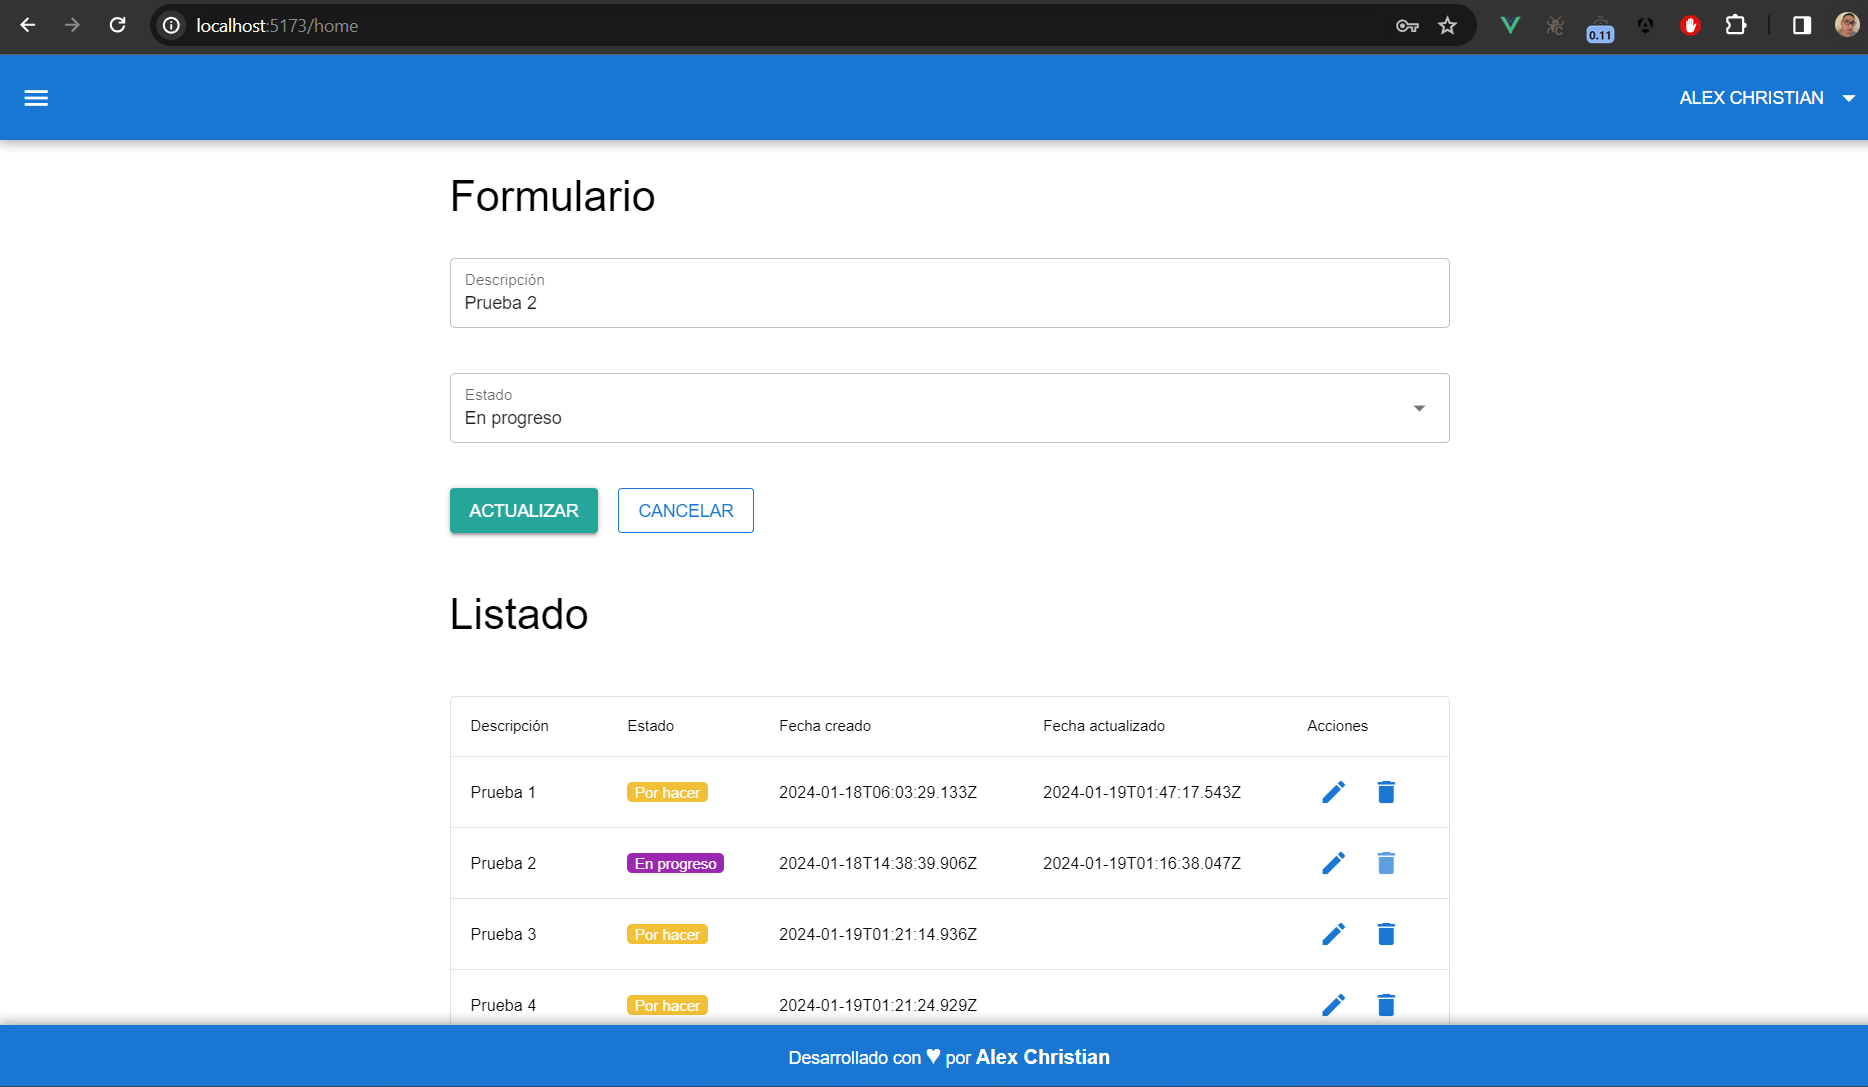 localhost:5173/home
0.11
ALEX CHRISTIAN
Formulario
Descripción
Prueba 2
Estado
En progreso
ACTUALIZAR CANCELAR
Listado
Descripción Estado Fecha creado Fecha actualizado Acciones
Prueba 1 Por hacer 2024-01-18T06:03:29.133Z 2024-01-19T01:47:17.543Z
Prueba 2 En progreso 2024-01-18T14:38:39.906Z 2024-01-19T01:16:38.047Z
Prueba 3 Por hacer 2024-01-19T01:21:14.936Z
Prueba 4 Por hacer 2024-01-19T01:21:24.929Z
Desarrollado con ♥ por Alex Christian